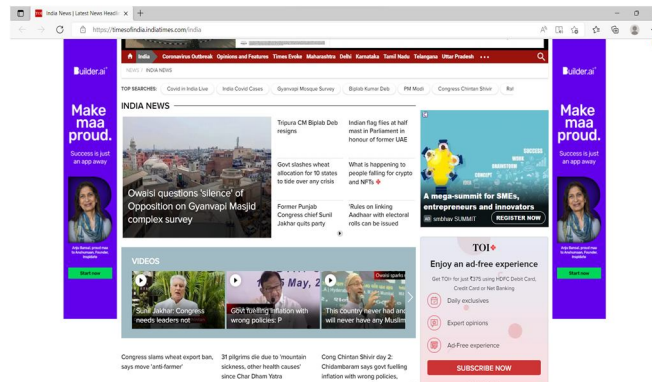 India News | Latest News Headli
https://timesofindia.indiatimes.com/india
India Coronavirus Outbreak Opinions and Features Times Evoke Maharashtra Delhi Karnataka Tamil Nadu Telangana Uttar Pradesh
NEWS / INDIA NEWS
TOP SEARCHES: Covid in India Live India Covid Cases Gyanvapi Mosque Survey Biplab Kumar Deb PM Modi Congress Chintan Shivir
INDIA NEWS
Owaisi questions 'silence' of
Opposition on Gyanvapi Masjid
complex survey
Tripura CM Biplab Deb
resigns
Indian flag flies at half
mast in Parliament in
honour of former UAE
Govt slashes wheat
allocation for 10 states
to tide over any crisis
What is happening to
people falling for crypto
and NFTs
Former Punjab
Congress chief Sunil
Jakhar quits party
'Rules on linking
Aadhaar with electoral
rolls can be issued
VIDEOS
Sunil Jakhar: Congress
needs leaders not
15 May, 2
Govt fuelling inflation with
wrong policies: P
Owaisi sparks
This country never had and
will never have any Muslim
Congress slams wheat export ban,
says move 'anti-farmer'
31 pilgrims die due to 'mountain
sickness, other health causes'
since Char Dham Yatra
Cong Chintan Shivir day 2:
Chidambaram says govt fuelling
inflation with wrong policies,
SUCCESS
BRAINSTORM
CONCEPT
A mega-summit for SMEs,
entrepreneurs and innovators
ad smbhav SUMMIT
REGISTER NOW
TOI+
Enjoy an ad-free experience
Get TOI+ for just ₹375 using HDFC Debit Card,
Credit Card or Net Banking
Daily exclusives
Expert opinions
Ad-Free experience
SUBSCRIBE NOW
Builder.ai
Make
maa
proud.
Success is just
an app away
Start now
Builder.ai
Make
maa
proud.
Success is just
an app away
Start now